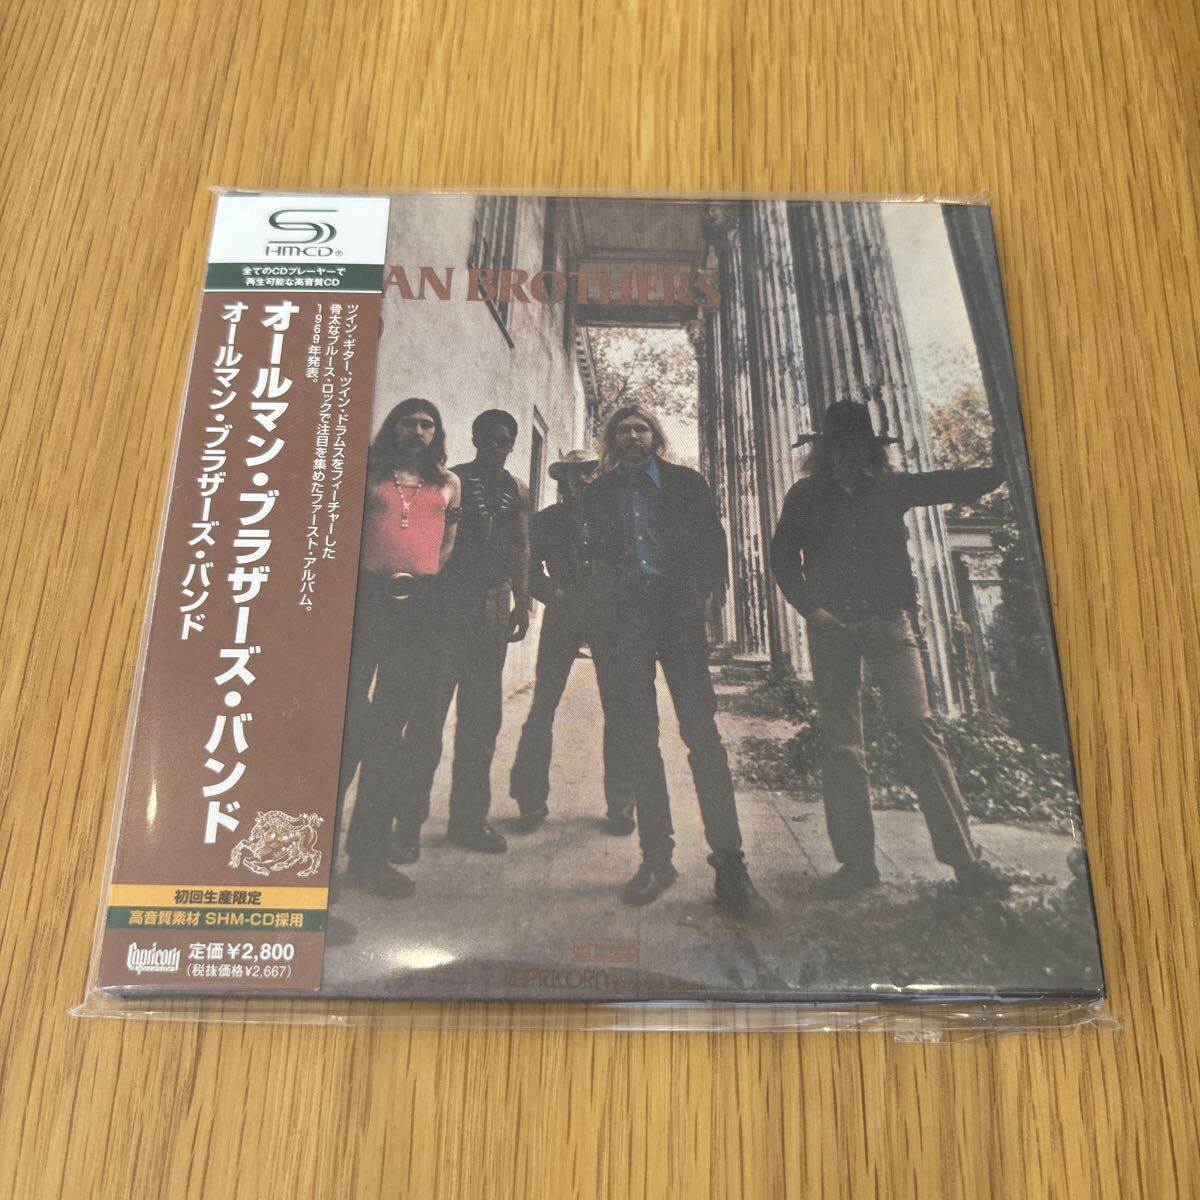 HM-CD®
全てのCDプレーヤーで
再生可能な高音質CD
AN BROTHERS
ツイン・ギター、ツイン・ドラムスをフィーチャーした
骨太なブルース・ロックで注目を集めたファースト・アルバム。
1969年発表。
オールマン・ブラザーズ・バンド
オールマン・ブラザーズ・バンド
初回生産限定
高音質素材 SHM-CD採用
Capricorn
定価¥2,800
(税抜価格¥2,667)
CAPRICORN